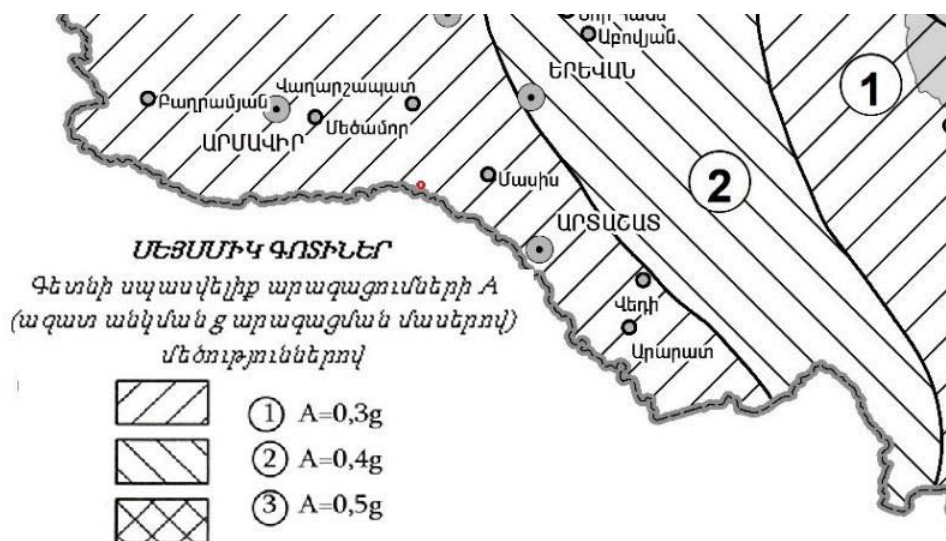 Աբովյան
ԵՐԵՎԱՆ
1
Վաղարշապատ
Բաղրամյան
Մեծամոր
ԱՐՄԱՎԻՐ
2
Մասիս
ԱՐՏԱՇԱՏ
Վեդի
Արարատ
ՍԵՅՍՄԻԿ ԳՈՏԻՆԵՐ
Գետնի սպասվելիք արագացումների A
(ազատ անկման g արագացման մասերով)
մեծություններով
1 A=0,3g
2 A=0,4g
3 A=0,5g